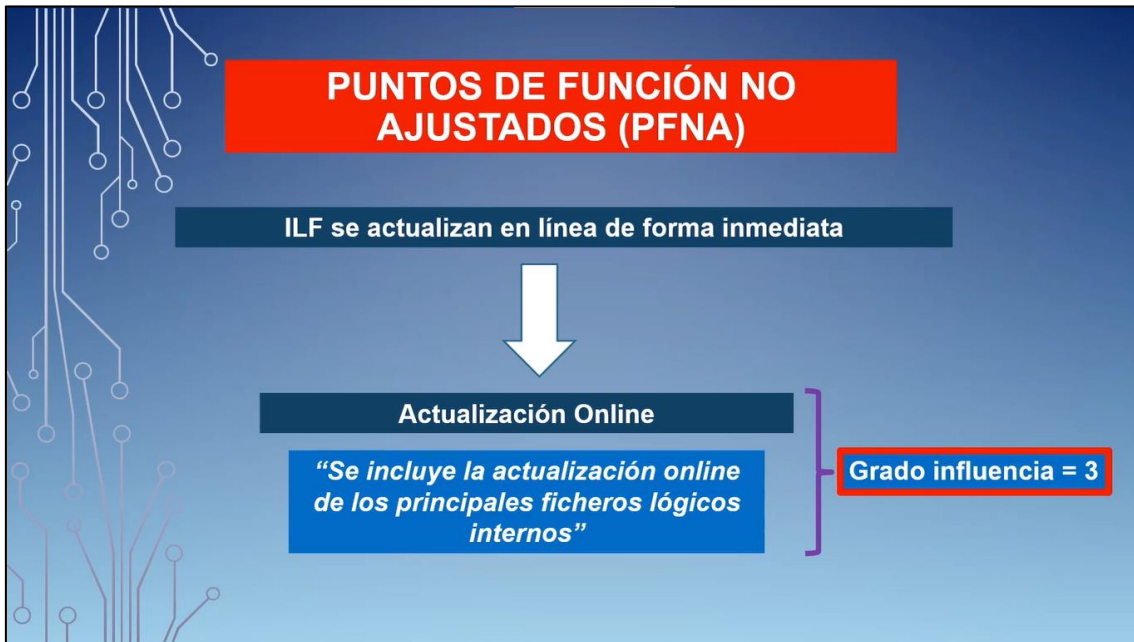 PUNTOS DE FUNCIÓN NO
AJUSTADOS (PFNA)
ILF se actualizan en línea de forma inmediata
Actualización Online
“Se incluye la actualización online
de los principales ficheros lógicos
internos”
Grado influencia = 3